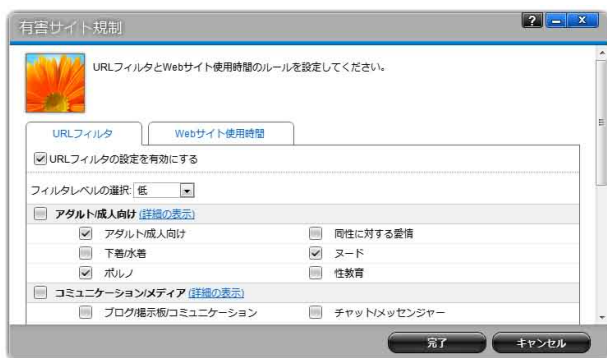 有害サイト規制
? – X
URLフィルタとWebサイト使用時間のルールを設定してください。
URLフィルタ Webサイト使用時間
URLフィルタの設定を有効にする
フィルタレベルの選択: 低
アダルト/成人向け (詳細の表示)
アダルト/成人向け 同性に対する愛情
下着/水着 ヌード
ポルノ 性教育
コミュニケーション/メディア (詳細の表示)
ブログ/掲示板/コミュニケーション チャット/メッセンジャー
完了 キャンセル